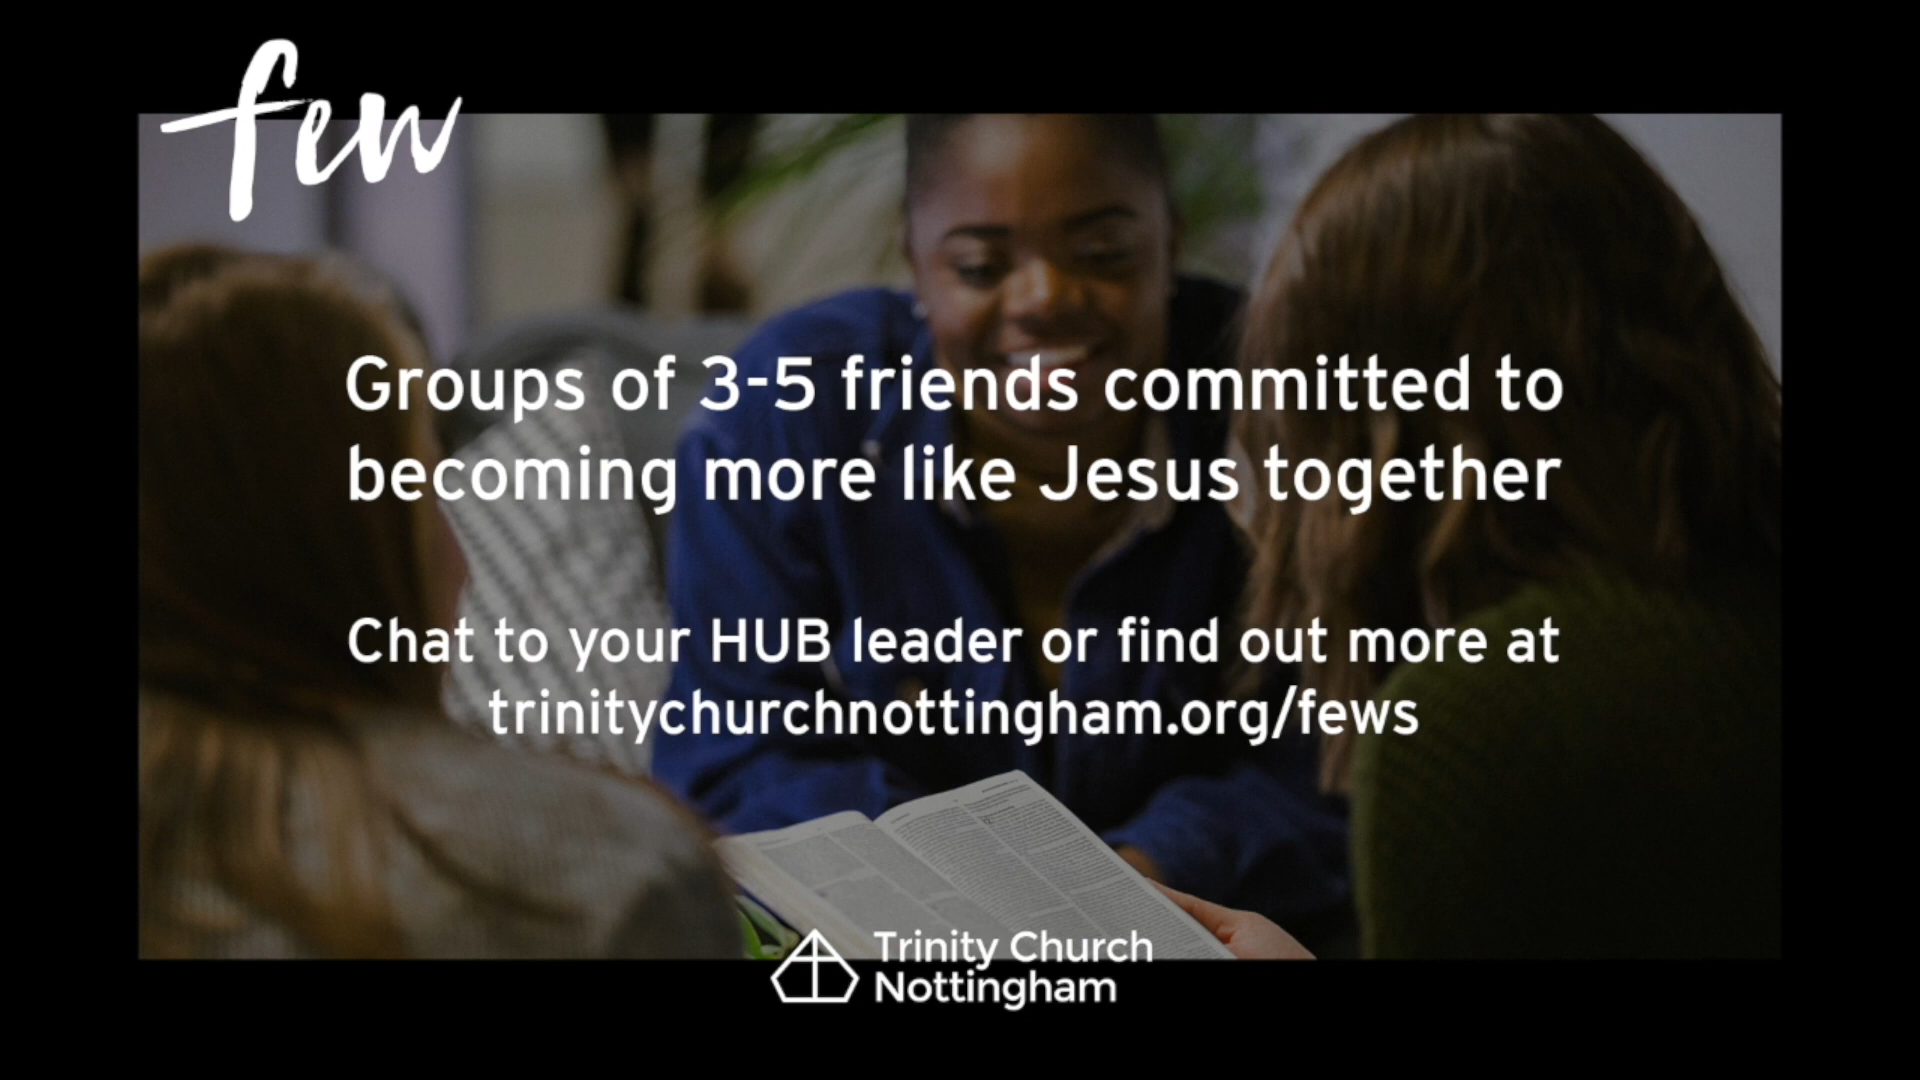 few
Groups of 3-5 friends committed to
becoming more like Jesus together
Chat to your HUB leader or find out more at
trinitychurchnottingham.org/fews
Trinity Church
Nottingham